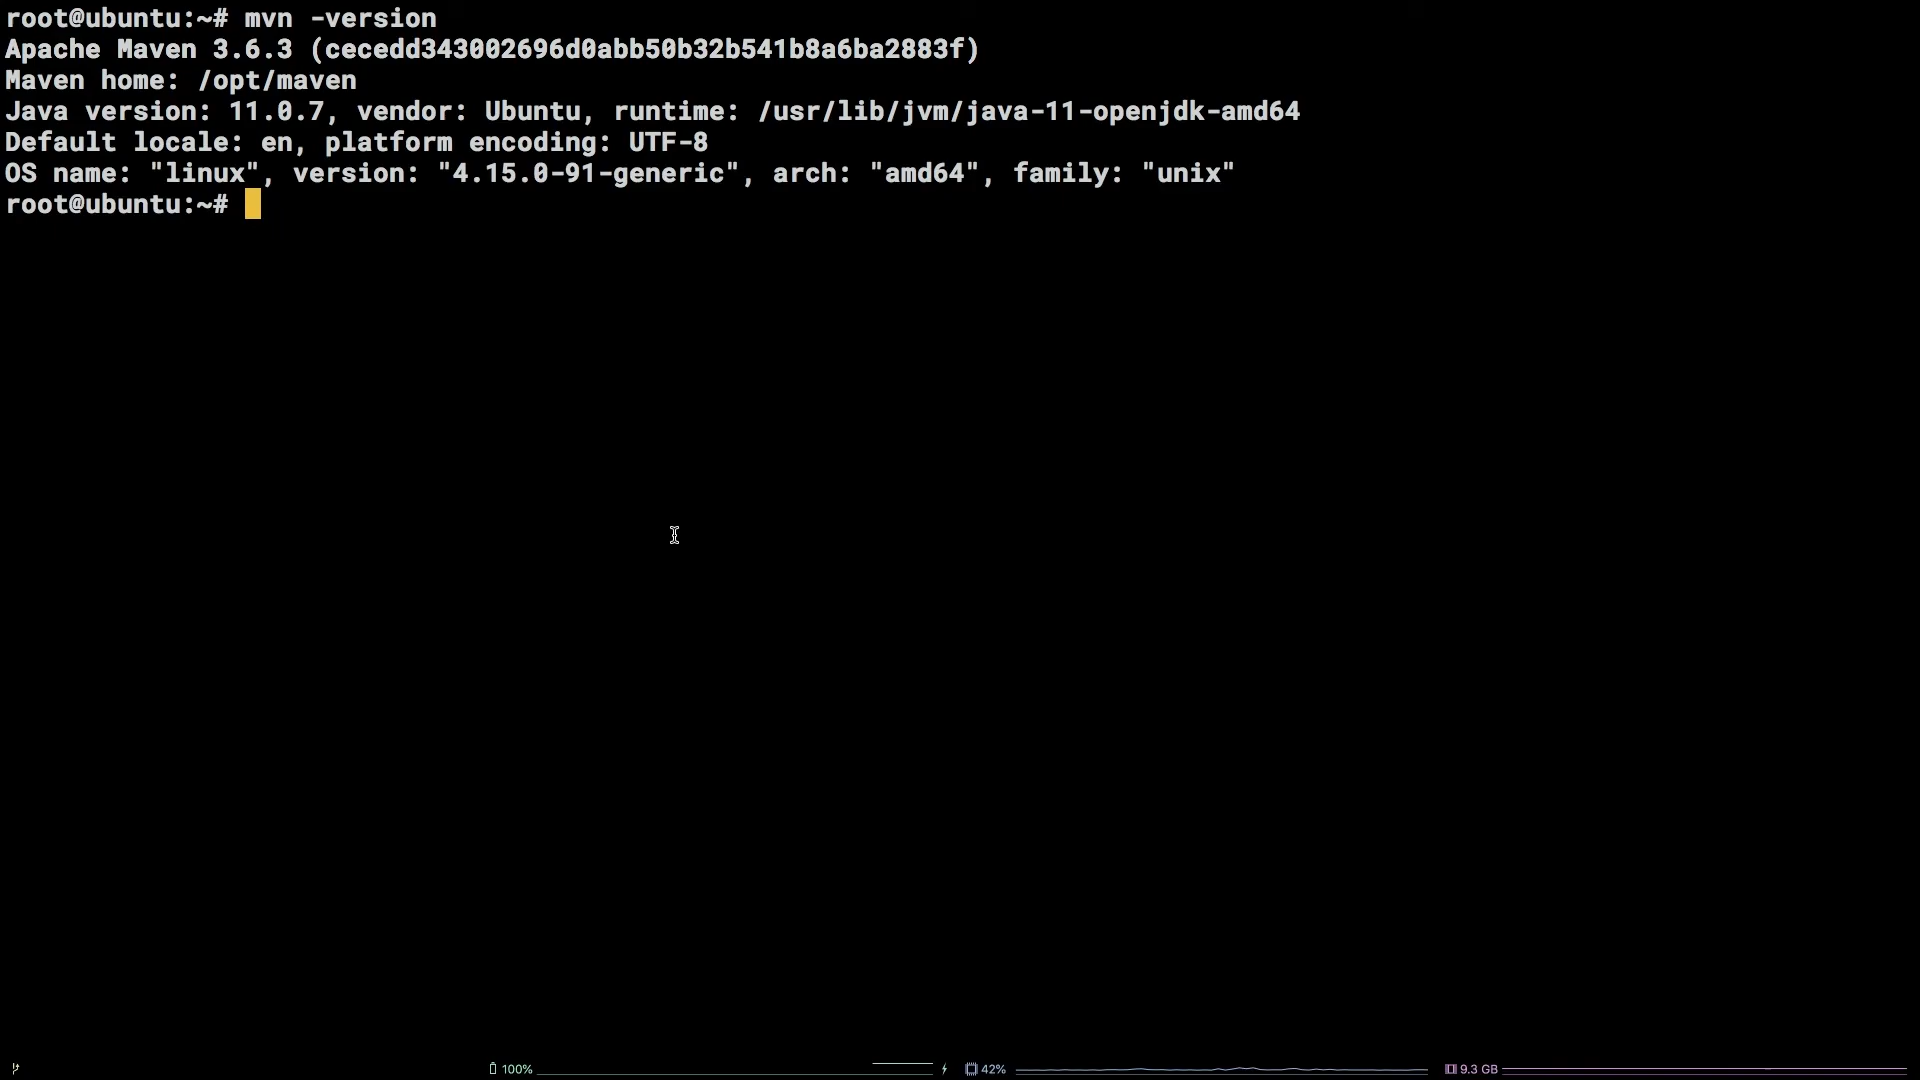 root@ubuntu:~# mvn -version
Apache Maven 3.6.3 (cecedd343002696d0abb50b32b541b8a6ba2883f)
Maven home: /opt/maven
Java version: 11.0.7, vendor: Ubuntu, runtime: /usr/lib/jvm/java-11-openjdk-amd64
Default locale: en, platform encoding: UTF-8
OS name: "linux", version: "4.15.0-91-generic", arch: "amd64", family: "unix"
root@ubuntu:~#
100% 42% 9.3 GB